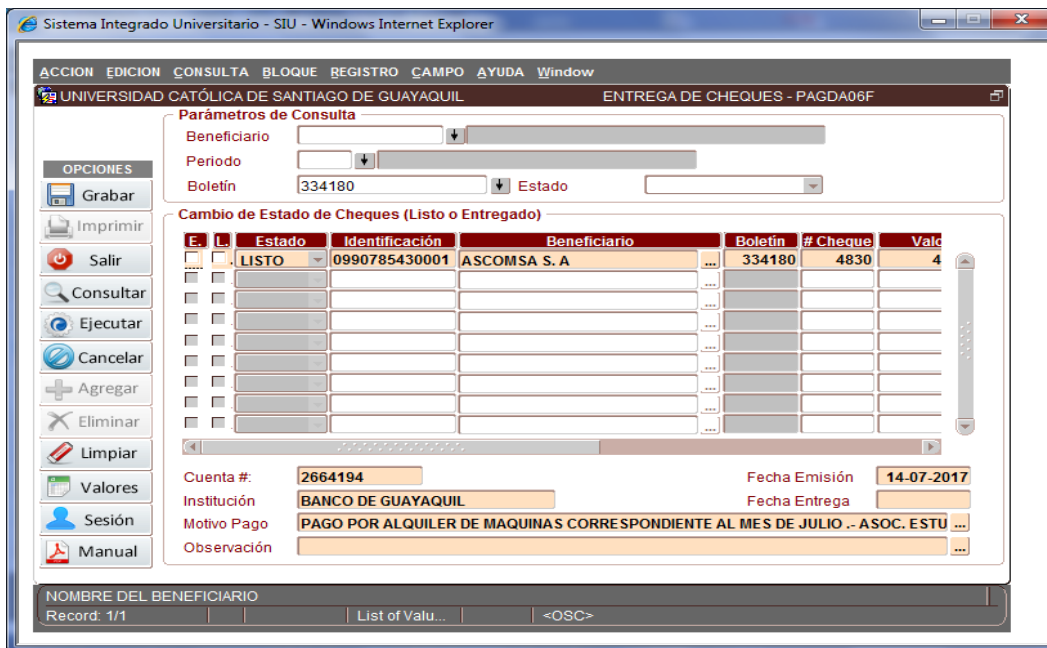 Sistema Integrado Universitario - SIU - Windows Internet Explorer
ACCION EDICION CONSULTA BLOQUE REGISTRO CAMPO AYUDA Window
UNIVERSIDAD CATÓLICA DE SANTIAGO DE GUAYAQUIL ENTREGA DE CHEQUES - PAGDA06F
Parámetros de Consulta
Beneficiario
Periodo
Boletín 334180 Estado
OPCIONES
Grabar
Imprimir
Salir
Consultar
Ejecutar
Cancelar
Agregar
Eliminar
Limpiar
Valores
Sesión
Manual
Cambio de Estado de Cheques (Listo o Entregado)
E. L. Estado Identificación Beneficiario Boletín # Cheque Valo
LISTO 0990785430001 ASCOMSA S. A ... 334180 4830 4
...
...
...
...
...
...
...
...
Cuenta #: 2664194 Fecha Emisión 14-07-2017
Institución BANCO DE GUAYAQUIL Fecha Entrega
Motivo Pago PAGO POR ALQUILER DE MAQUINAS CORRESPONDIENTE AL MES DE JULIO .- ASOC. ESTU ...
Observación ...
NOMBRE DEL BENEFICIARIO
Record: 1/1 List of Valu... <OSC>